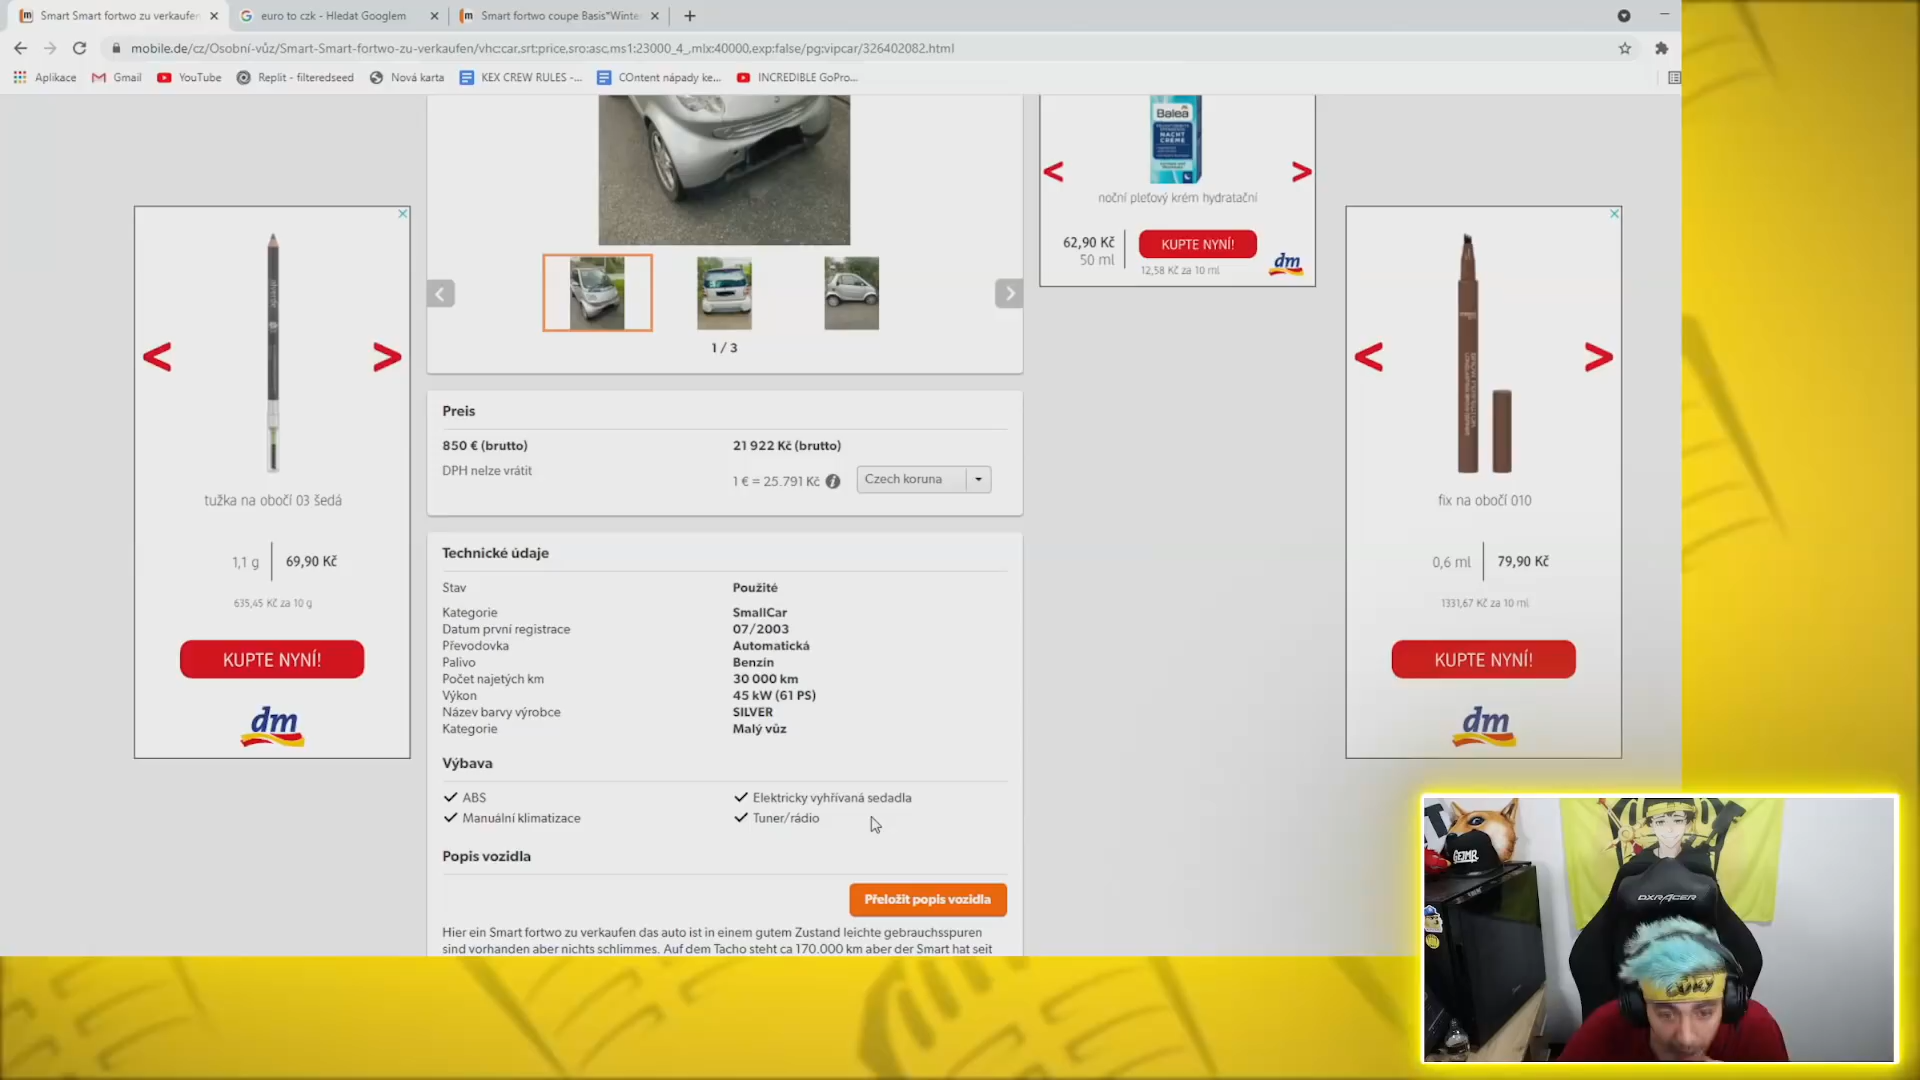 Smart Smart fortwo zu verkaufen
euro to czk - Hledat Googlem
Smart fortwo coupe Basis*Winte
mobile.de/cz/Osobní-vůz/Smart-Smart-fortwo-zu-verkaufen/vhc:car,srt:price,sro:asc,ms1:23000_4_,mlx:40000,exp:false/pg:vipcar/326402082.html
Aplikace
Gmail
YouTube
Replit - filteredseed
Nová karta
KEX CREW RULES -...
COntent nápady ke...
INCREDIBLE GoPro...
Balea
NACHT
CREME
noční pleťový krém hydratační
62,90 Kč
50 ml
KUPTE NYNÍ!
12,58 Kč za 10 ml
dm
tužka na obočí 03 šedá
1,1 g
69,90 Kč
635,45 Kč za 10 g
KUPTE NYNÍ!
dm
1 / 3
Preis
850 € (brutto)
21 922 Kč (brutto)
DPH nelze vrátit
1 € = 25.791 Kč
Czech koruna
Technické údaje
Stav
Použité
Kategorie
SmallCar
Datum první registrace
07/2003
Převodovka
Automatická
Palivo
Benzín
Počet najetých km
30 000 km
Výkon
45 kW (61 PS)
Název barvy výrobce
SILVER
Kategorie
Malý vůz
Výbava
ABS
Elektricky vyhřívaná sedadla
Manuální klimatizace
Tuner/rádio
Popis vozidla
Přeložit popis vozidla
Hier ein Smart fortwo zu verkaufen das auto ist in einem gutem Zustand leichte gebrauchsspuren
sind vorhanden aber nichts schlimmes. Auf dem Tacho steht ca 170.000 km aber der Smart hat seit
fix na obočí 010
0,6 ml
79,90 Kč
1331,67 Kč za 10 ml
KUPTE NYNÍ!
dm
GEJMR
DXRACER